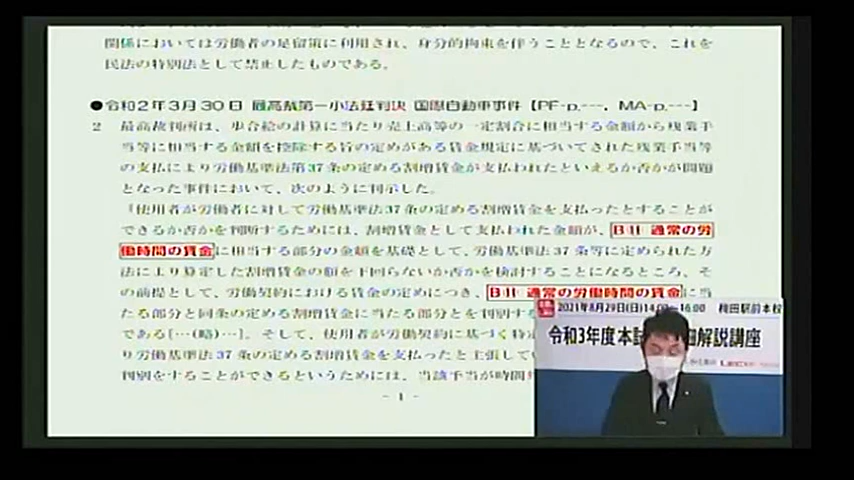 関係においては労働者の足留策に利用され、身分的拘束を伴うこととなるので、これを
民法の特別法として禁止したものである。
●令和2年3月30日 最高裁第一小法廷判決 国際自動車事件【PF-p.---, MA-p.---】
2 最高裁判所は、歩合給の計算に当たり売上高等の一定割合に相当する金額から残業手
当等に相当する金額を控除する旨の定めがある賃金規定に基づいてされた残業手当等
の支払により労働基準法第37条の定める割増賃金が支払われたといえるか否かが問題
となった事件において、次のように判示した。
「使用者が労働者に対して労働基準法37条の定める割増賃金を支払ったとすることが
できるか否かを判断するためには、割増賃金として支払われた金額が、B-11 通常の労
働時間の賃金に相当する部分の金額を基礎として、労働基準法37条等に定められた方
法により算定した割増賃金の額を下回らないか否かを検討することになるところ、そ
の前提として、労働契約における賃金の定めにつき、B-11 通常の労働時間の賃金に当
たる部分と同条の定める割増賃金に当たる部分とを判別する
である[…(略)…]。そして、使用者が労働契約に基づく特定
労働基準法37条の定める割増賃金を支払ったと主張してい
判別をすることができるというためには、当該手当が時間外
- 1 -
2021年8月29日(日)14:00~16:00 梅田駅前本校
令和3年度本試 解説講座